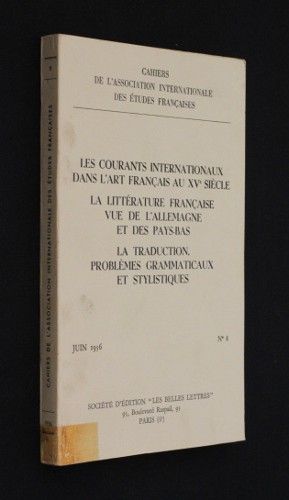 CAHIERS
DE L'ASSOCIATION INTERNATIONALE
DES ÉTUDES FRANÇAISES
LES COURANTS INTERNATIONAUX
DANS L'ART FRANÇAIS AU XVe SIÈCLE
LA LITTÉRATURE FRANÇAISE
VUE DE L'ALLEMAGNE
ET DES PAYS-BAS
LA TRADUCTION.
PROBLÈMES GRAMMATICAUX
ET STYLISTIQUES
JUIN 1956
N° 8
SOCIÉTÉ D'ÉDITION "LES BELLES LETTRES"
95, Boulevard Raspail, 95
PARIS
CAHIERS DE L'ASSOCIATION INTERNATIONALE DES ÉTUDES FRANÇAISES